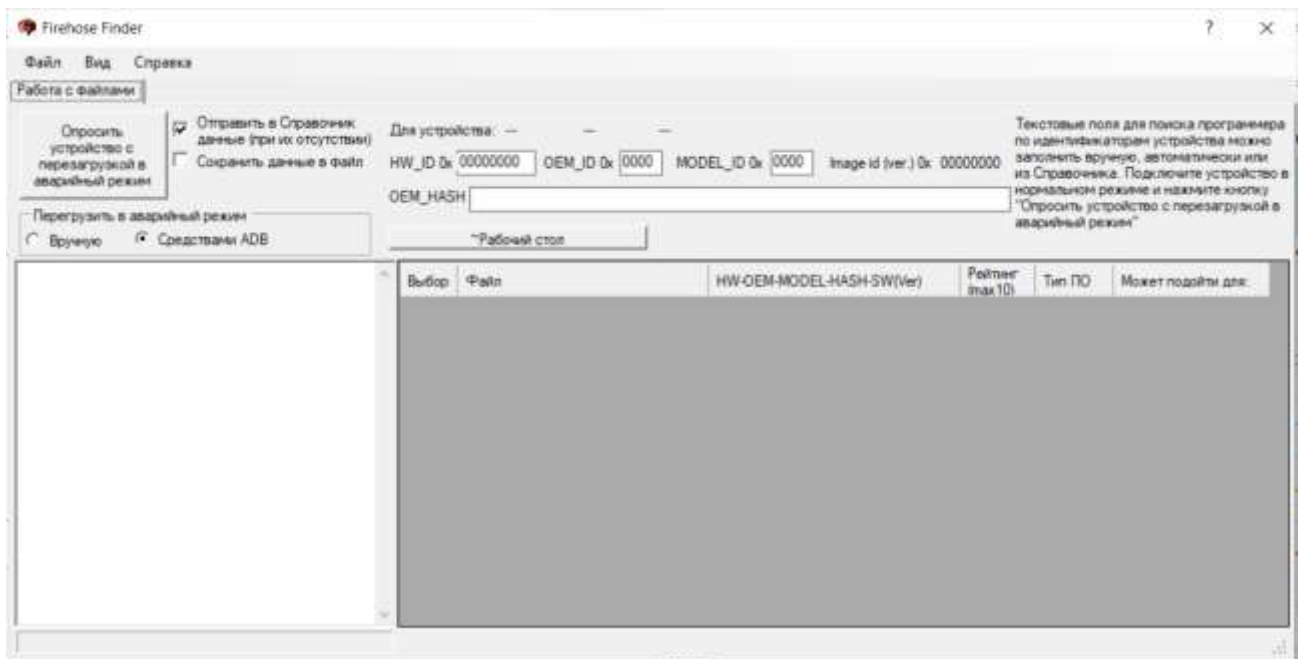 Firehose Finder
?
Файл Вид Справка
Работа с файлами
Опросить
устройство с
перезагрузкой в
аварийный режим
Отправить в Справочник
данные (при их отсутствии)
Сохранить данные в файл
Перегрузить в аварийный режим
Вручную Средствами ADB
Для устройства: --- --- ---
HW_ID 0x 00000000 OEM_ID 0x 0000 MODEL_ID 0x 0000 Image id (ver.) 0x 00000000
OEM_HASH
~Рабочий стол
Текстовые поля для поиска программера
по идентификаторам устройства можно
заполнить вручную, автоматически или
из Справочника. Подключите устройство в
нормальном режиме и нажмите кнопку
"Опросить устройство с перезагрузкой в
аварийный режим"
Выбор Файл HW-OEM-MODEL-HASH-SW(Ver) Рейтинг
(max10) Тип ПО Может подойти для: